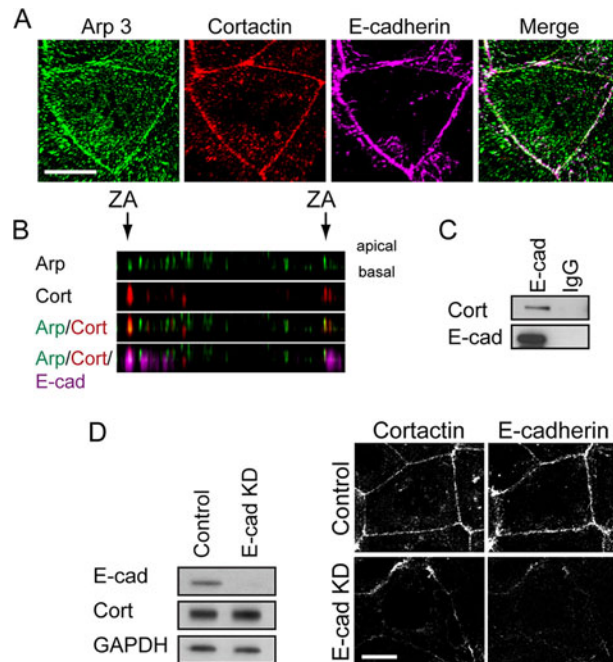 A
Arp 3 Cortactin E-cadherin Merge
ZA ZA
B
Arp
Cort
Arp/Cort
Arp/Cort/
E-cad
apical
basal
C
E-cad IgG
Cort
E-cad
D
Control E-cad KD
E-cad
Cort
GAPDH
Cortactin E-cadherin
Control
E-cad KD